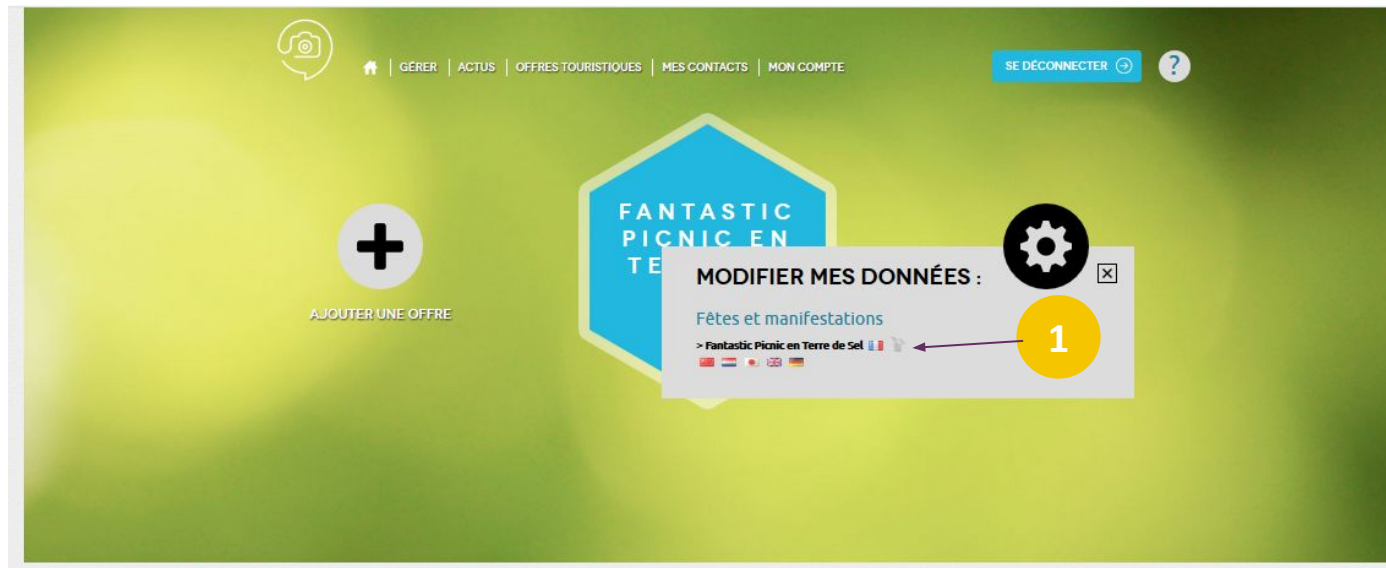 GÉRER | ACTUS | OFFRES TOURISTIQUES | MES CONTACTS | MON COMPTE
SE DÉCONNECTER
?
FANTASTIC
PICNIC EN
TE
AJOUTER UNE OFFRE
MODIFIER MES DONNÉES :
Fêtes et manifestations
> Fantastic Picnic en Terre de Sel
1